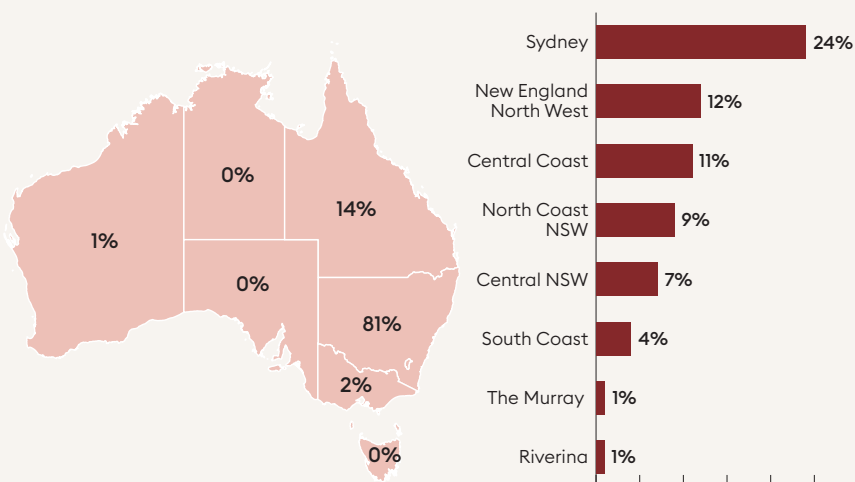 0%
14%
1%
0%
81%
2%
0%
Sydney
24%
New England
North West
12%
Central Coast
11%
North Coast
NSW
9%
Central NSW
7%
South Coast
4%
The Murray
1%
Riverina
1%